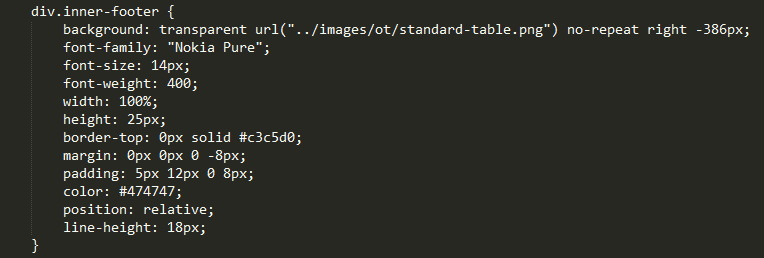 div.inner-footer {
    background: transparent url("../images/ot/standard-table.png") no-repeat right -386px;
    font-family: "Nokia Pure";
    font-size: 14px;
    font-weight: 400;
    width: 100%;
    height: 25px;
    border-top: 0px solid #c3c5d0;
    margin: 0px 0px 0 -8px;
    padding: 5px 12px 0 8px;
    color: #474747;
    position: relative;
    line-height: 18px;
}